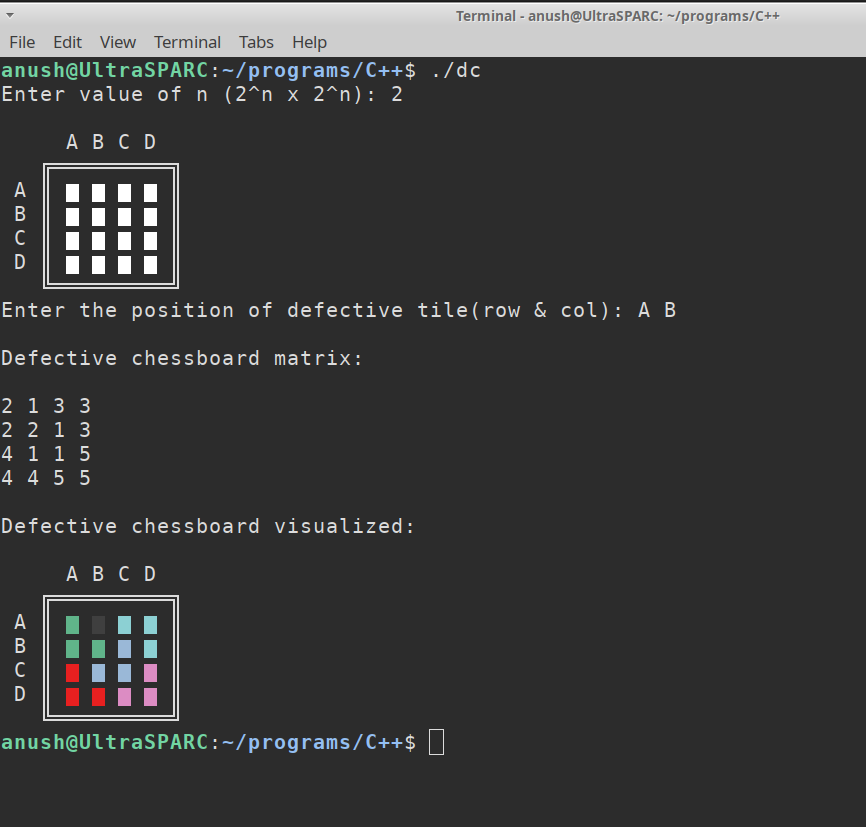 Terminal - anush@UltraSPARC: ~/programs/C++
File Edit View Terminal Tabs Help
anush@UltraSPARC:~/programs/C++$ ./dc
Enter value of n (2^n x 2^n): 2
A B C D
A
B
C
D
Enter the position of defective tile(row & col): A B
Defective chessboard matrix:
2 1 3 3
2 2 1 3
4 1 1 5
4 4 5 5
Defective chessboard visualized:
A B C D
A
B
C
D
anush@UltraSPARC:~/programs/C++$